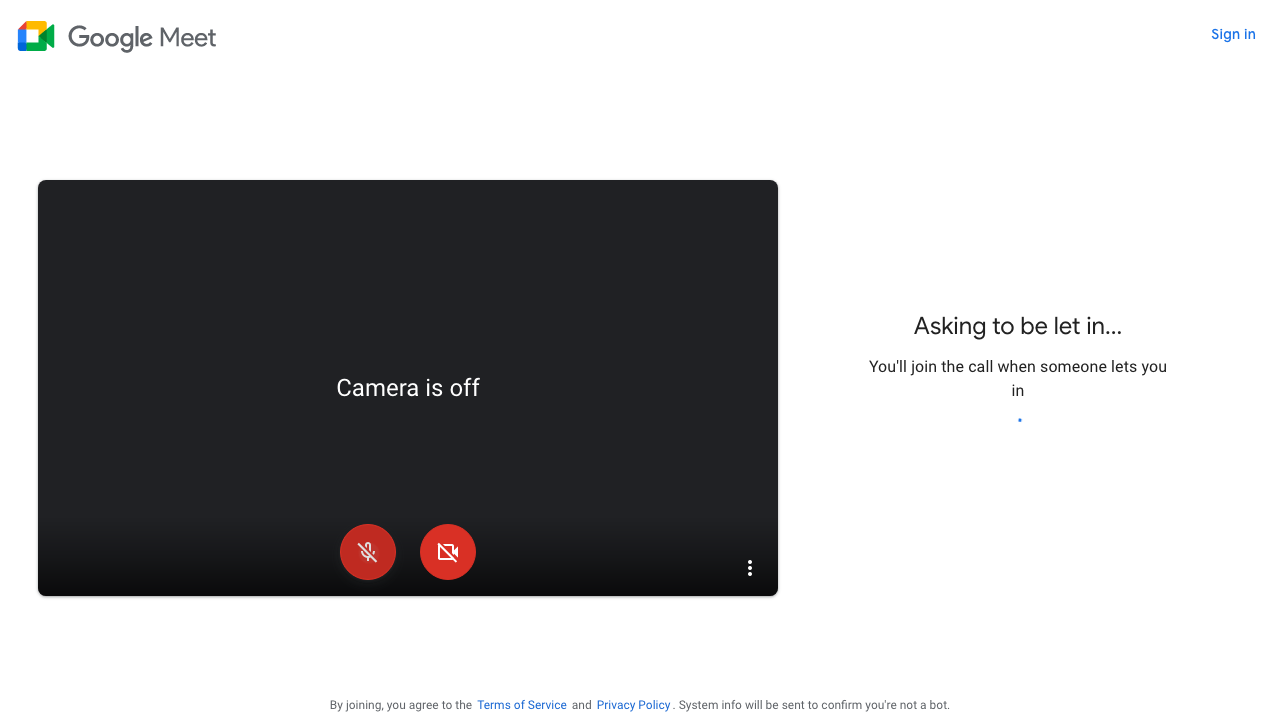 Google Meet
Sign in
Camera is off
Asking to be let in...
You'll join the call when someone lets you
in
By joining, you agree to the Terms of Service and Privacy Policy. System info will be sent to confirm you're not a bot.